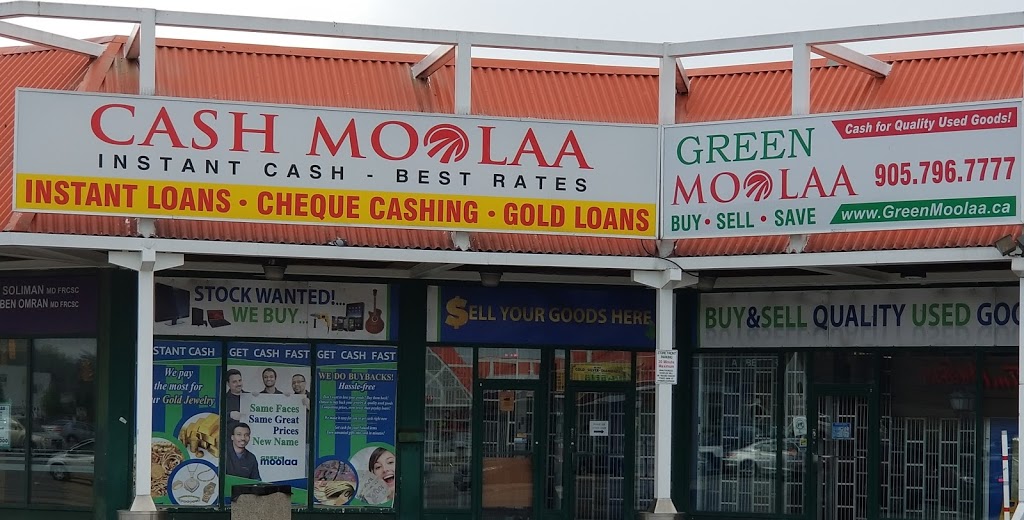 CASH MOOLAA
INSTANT CASH - BEST RATES
INSTANT LOANS • CHEQUE CASHING • GOLD LOANS
GREEN
MOOLAA
Cash for Quality Used Goods!
905.796.7777
BUY • SELL • SAVE
www.GreenMoolaa.ca
SOLIMAN MD FRCSC
BEN OMRAN MD FRCSC
STOCK WANTED!...
WE BUY...
$ELL YOUR GOODS HERE
BUY&SELL QUALITY USED GOO
STANT CASH
We pay
the most for
ur Gold Jewelry
GET CASH FAST
Same Faces
Same Great
Prices
New Name
moolaa
GET CASH FAST
WE DO BUYBACKS!
Hassle-free